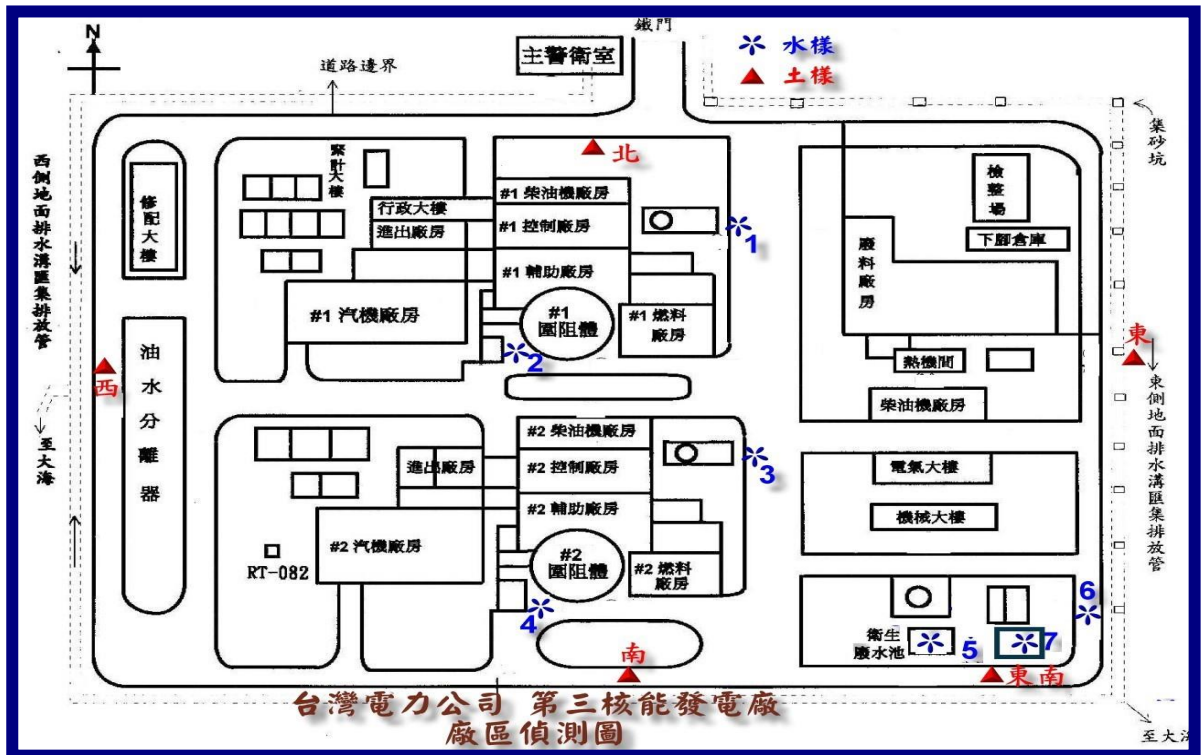 鐵門
N
主警衛室
水樣
土樣
道路邊界
集砂坑
西側地面排水溝匯集排放管
修配大樓
緊計大樓
北
#1 柴油機廠房
行政大樓
#1 控制廠房
進出廠房
1
#1 輔助廠房
檢整場
下腳倉庫
廢料廠房
#1 汽機廠房
#1
圍阻體
#1 燃料
廠房
2
熱機間
東
柴油機廠房
西
油水分離器
至大海
東側地面排水溝匯集排放管
#2 柴油機廠房
進出廠房
#2 控制廠房
3
電氣大樓
#2 輔助廠房
機械大樓
#2 汽機廠房
RT-082
#2
圍阻體
#2 燃料
廠房
4
6
衛生
廢水池
5
7
南
東南
台灣電力公司 第三核能發電廠
廠區偵測圖
至大海